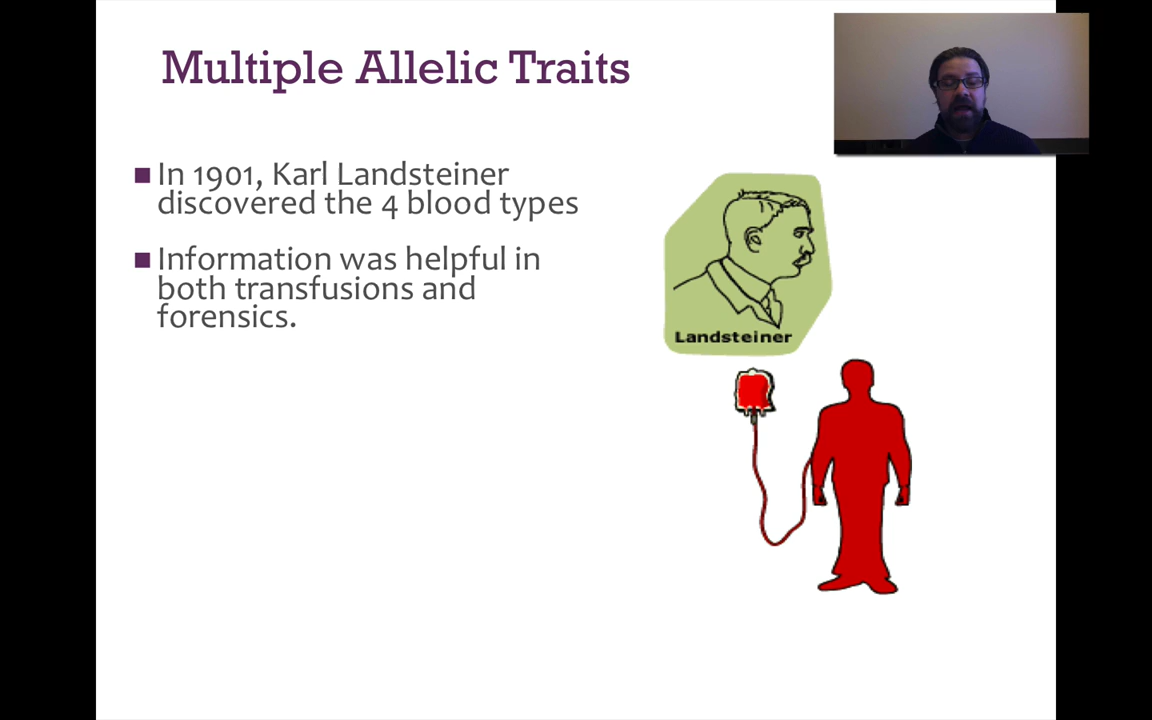 Multiple Allelic Traits
In 1901, Karl Landsteiner
discovered the 4 blood types
Information was helpful in
both transfusions and
forensics.
Landsteiner